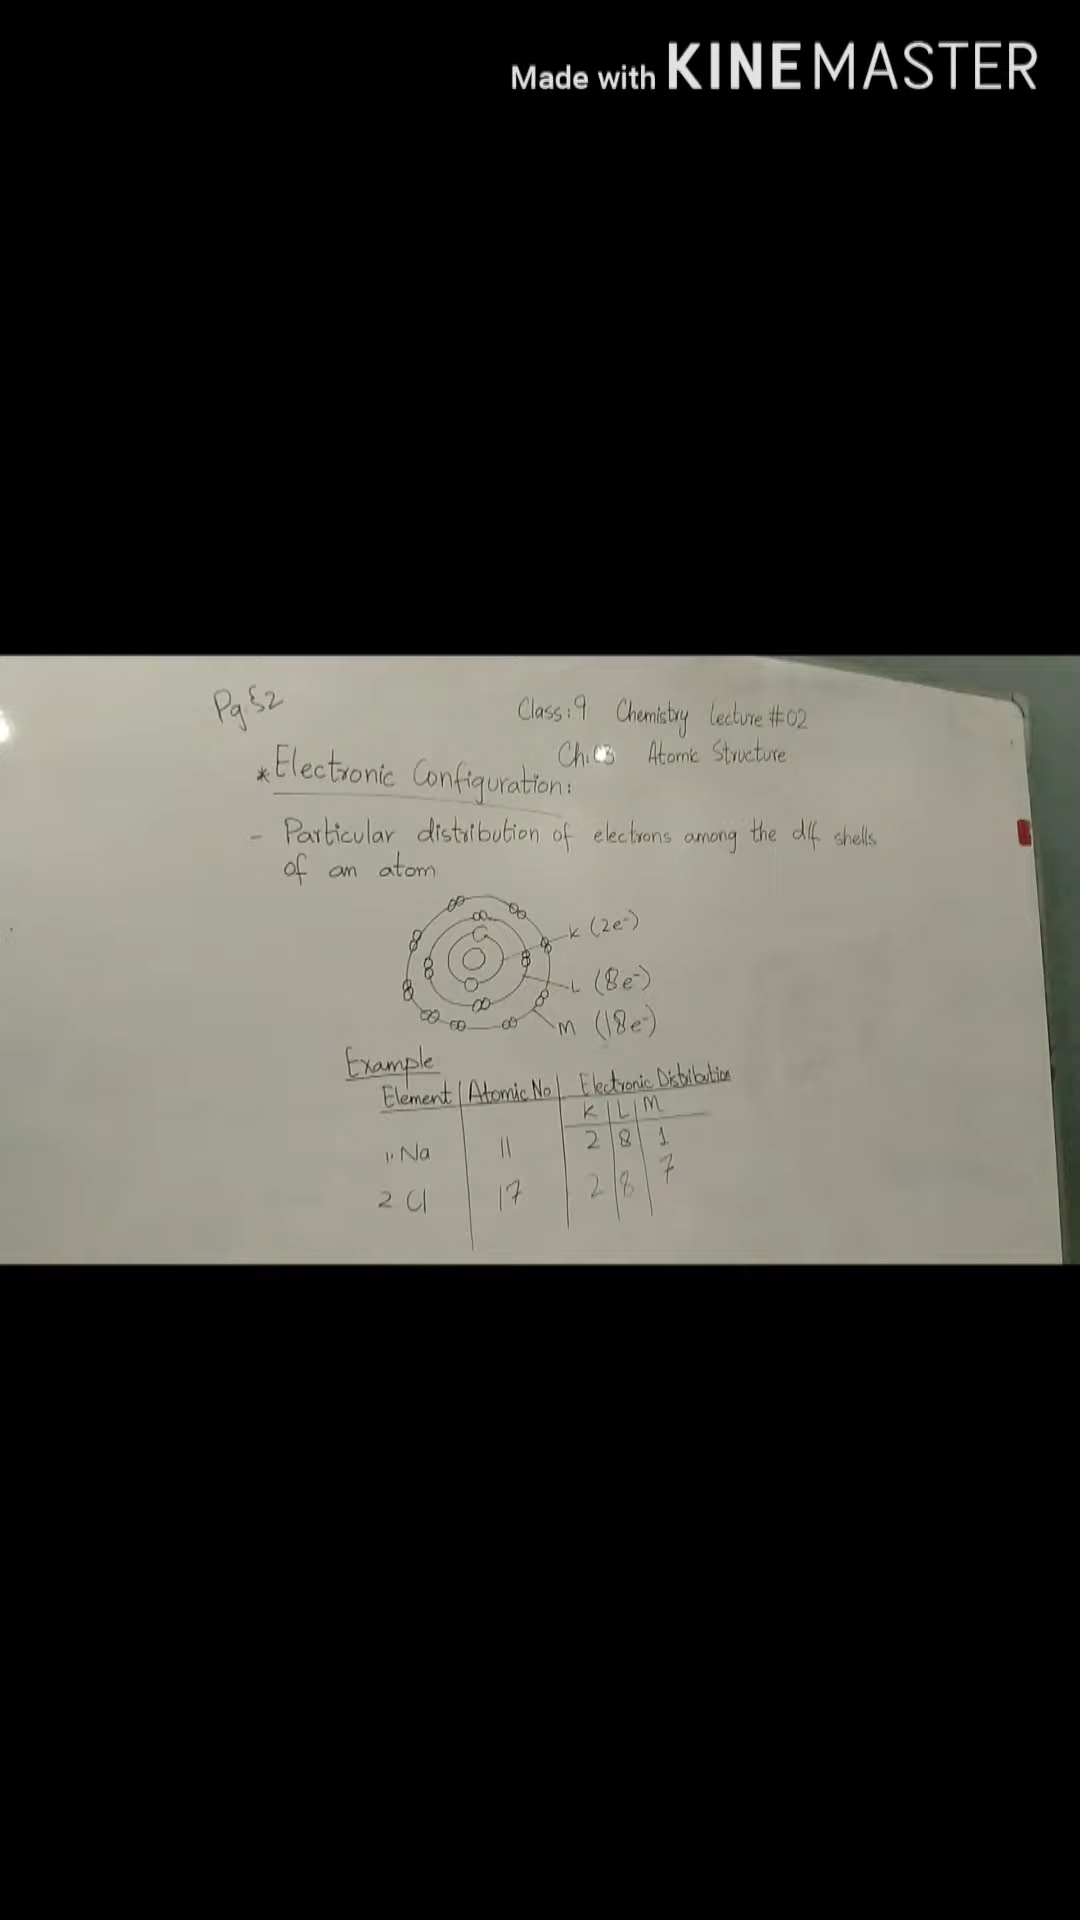 Made with KINEMASTER
Pg 52
Class: 9 Chemistry Lecture #02
Ch: 03 Atomic Structure
* Electronic Configuration:
- Particular distribution of electrons among the dif shells
of an atom
K (2e⁻)
L (8e⁻)
M (18e⁻)
Example
Element | Atomic No | Electronic Distribution
K | L | M
1. Na 11 2 8 1
2 Cl 17 2 8 7